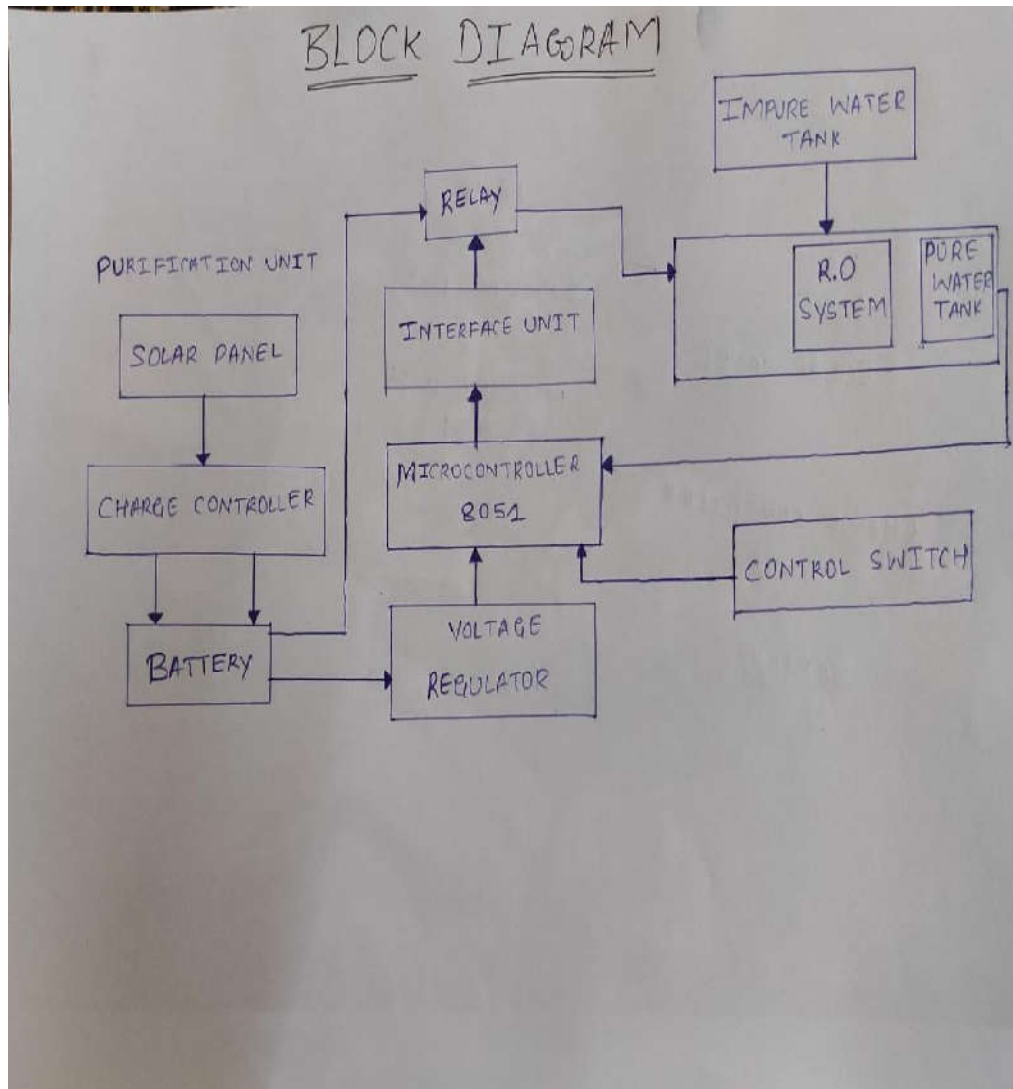 BLOCK DIAGRAM
IMPURE WATER
TANK
RELAY
PURIFICATION UNIT
R.O
SYSTEM
PURE
WATER
TANK
INTERFACE UNIT
SOLAR PANEL
MICROCONTROLLER
8051
CHARGE CONTROLLER
CONTROL SWITCH
VOLTAGE
REGULATOR
BATTERY